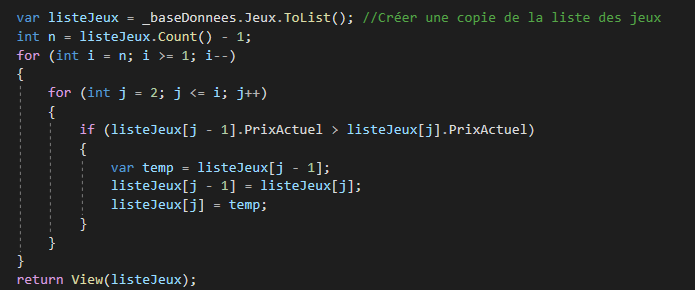 var listeJeux = _baseDonnees.Jeux.ToList(); //Créer une copie de la liste des jeux
int n = listeJeux.Count() - 1;
for (int i = n; i >= 1; i--)
{
for (int j = 2; j <= i; j++)
{
if (listeJeux[j - 1].PrixActuel > listeJeux[j].PrixActuel)
{
var temp = listeJeux[j - 1];
listeJeux[j - 1] = listeJeux[j];
listeJeux[j] = temp;
}
}
}
return View(listeJeux);